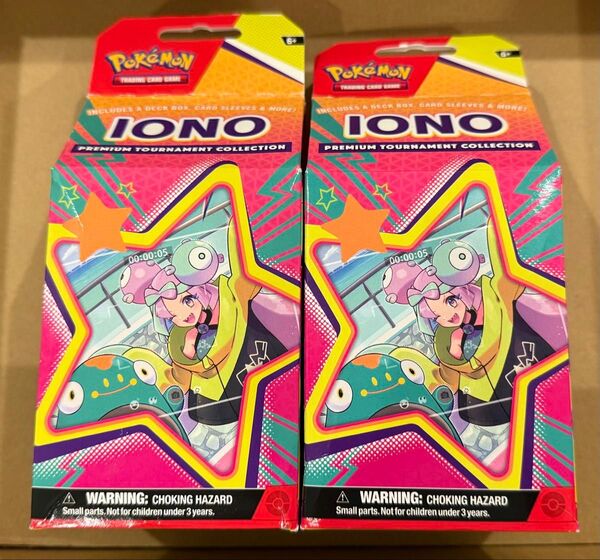 6+
POKéMON
TRADING CARD GAME
INCLUDES A DECK BOX, CARD SLEEVES & MORE!
IONO
PREMIUM TOURNAMENT COLLECTION
00:00:05
WARNING: CHOKING HAZARD
Small parts. Not for children under 3 years.
6+
POKéMON
TRADING CARD GAME
INCLUDES A DECK BOX, CARD SLEEVES & MORE!
IONO
PREMIUM TOURNAMENT COLLECTION
00:00:05
WARNING: CHOKING HAZARD
Small parts. Not for children under 3 years.